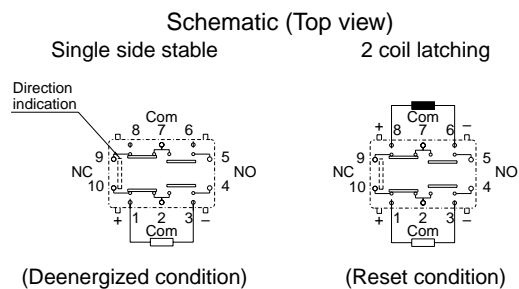 Schematic (Top view)
Single side stable
2 coil latching
Direction
indication
Com
8 7 6
+ –
9 5
NC NO
10 4
+ –
1 2 3
Com
Com
+ –
8 7 6
9 5
NC NO
10 4
+ –
1 2 3
Com
(Deenergized condition)
(Reset condition)